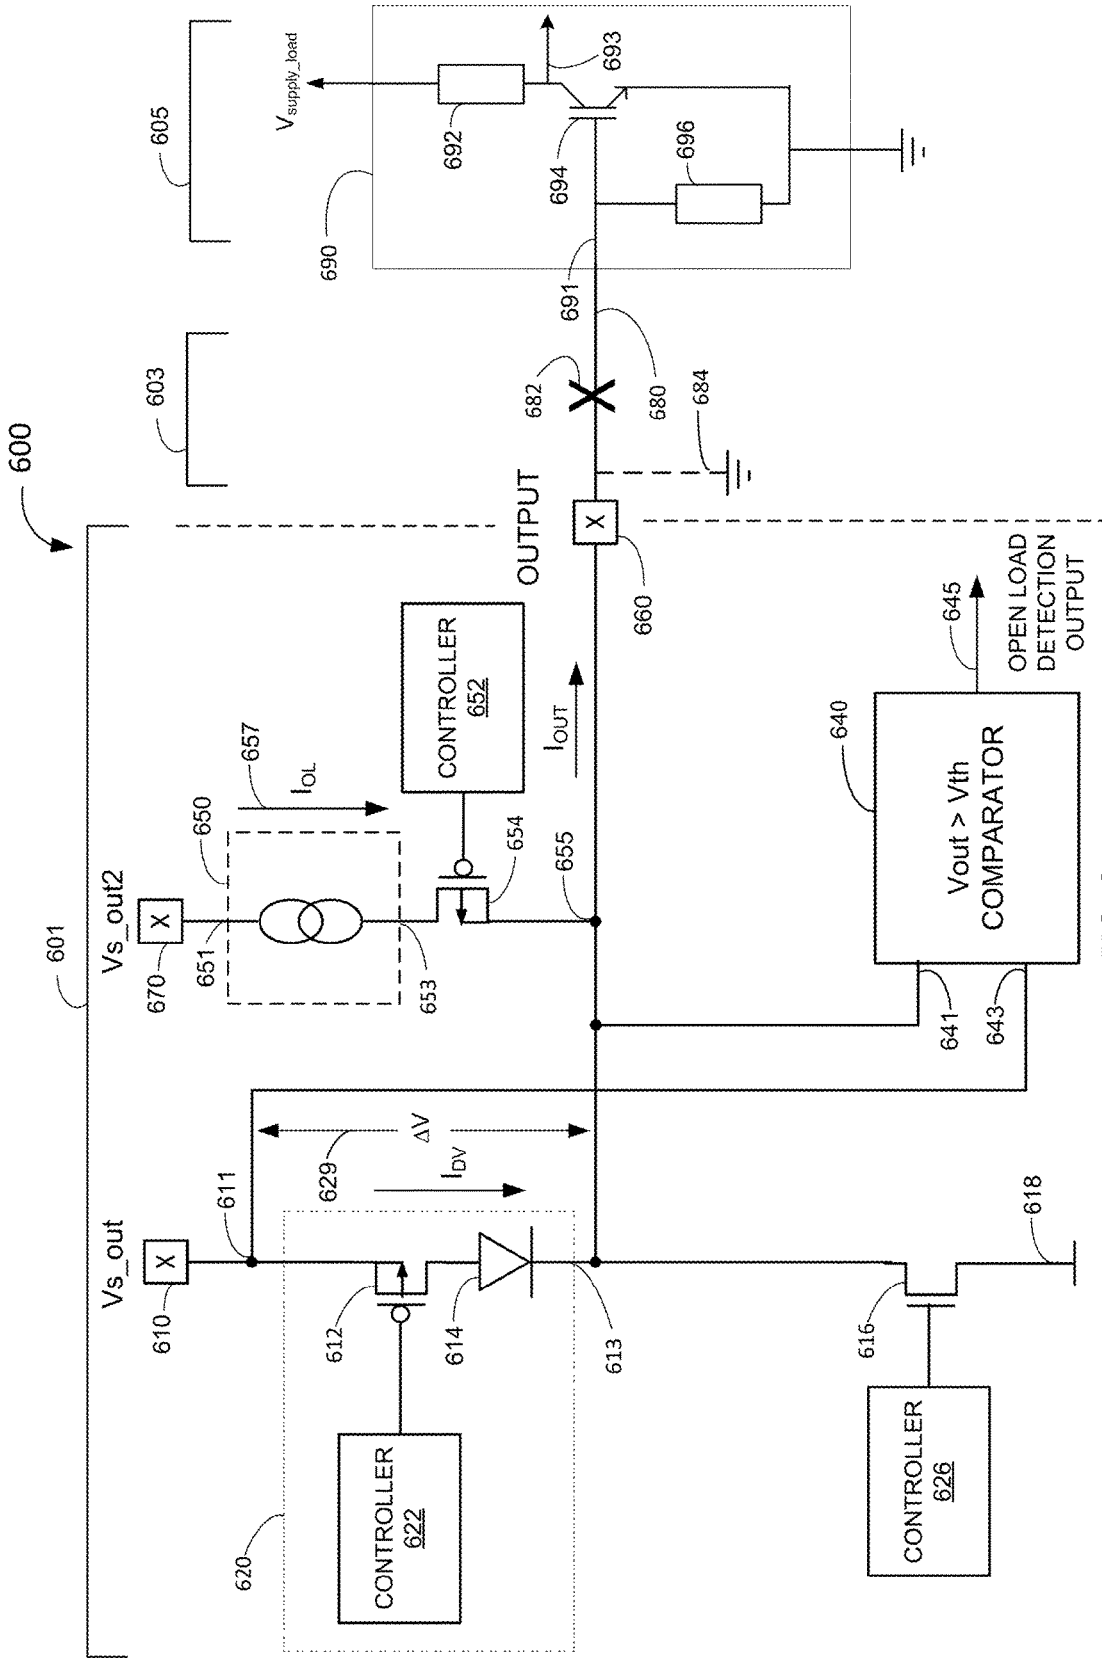 600
601
603
605
Vs_out
X
610
611
620
612
614
613
CONTROLLER
622
629
ΔV
IDV
616
618
CONTROLLER
626
Vs_out2
X
670
651
650
653
657
IOL
654
655
CONTROLLER
652
IOUT
641
643
640
Vout > Vth
COMPARATOR
645
OPEN LOAD
DETECTION
OUTPUT
OUTPUT
X
660
684
682
680
691
690
Vsupply_load
692
693
694
696